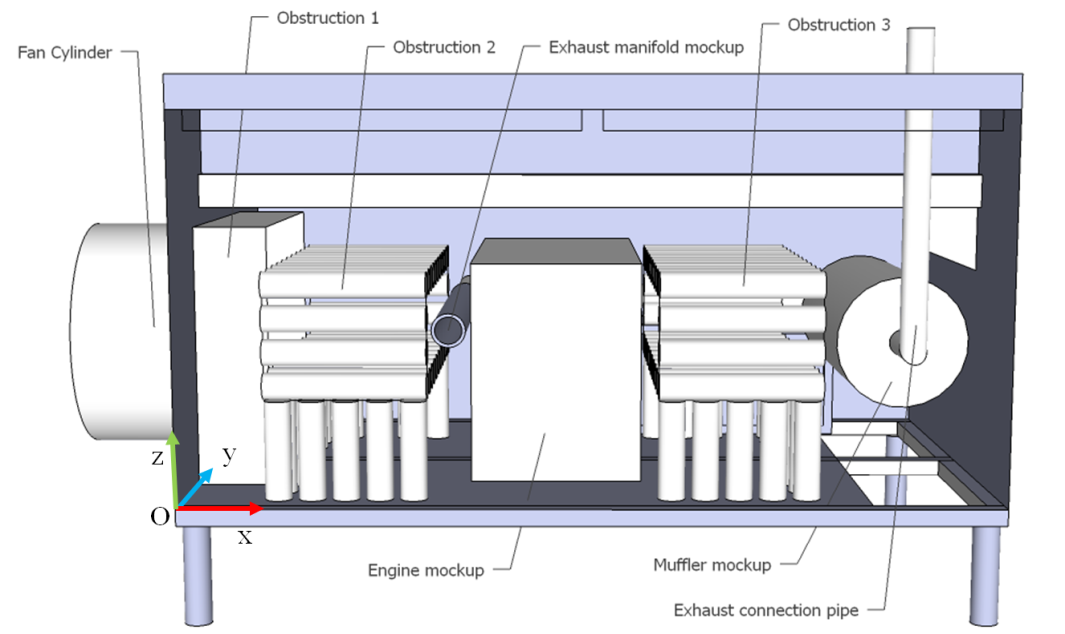 Obstruction 1
Obstruction 2
Exhaust manifold mockup
Obstruction 3
Fan Cylinder
z
y
O
x
Engine mockup
Muffler mockup
Exhaust connection pipe